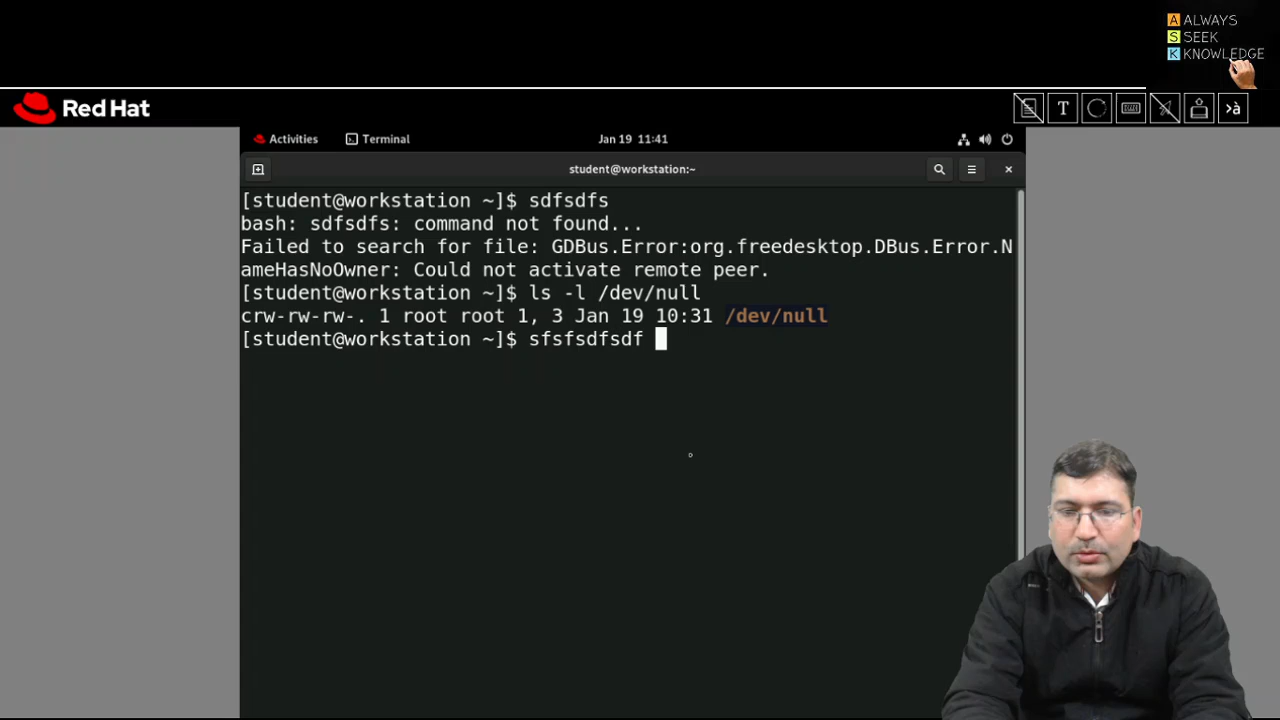 A ALWAYS
S SEEK
K KNOWLEDGE
Red Hat
T
›à
Activities
Terminal
Jan 19 11:41
student@workstation:~
[student@workstation ~]$ sdfsdfs
bash: sdfsdfs: command not found...
Failed to search for file: GDBus.Error:org.freedesktop.DBus.Error.N
ameHasNoOwner: Could not activate remote peer.
[student@workstation ~]$ ls -l /dev/null
crw-rw-rw-. 1 root root 1, 3 Jan 19 10:31 /dev/null
[student@workstation ~]$ sfsfsdfsdf